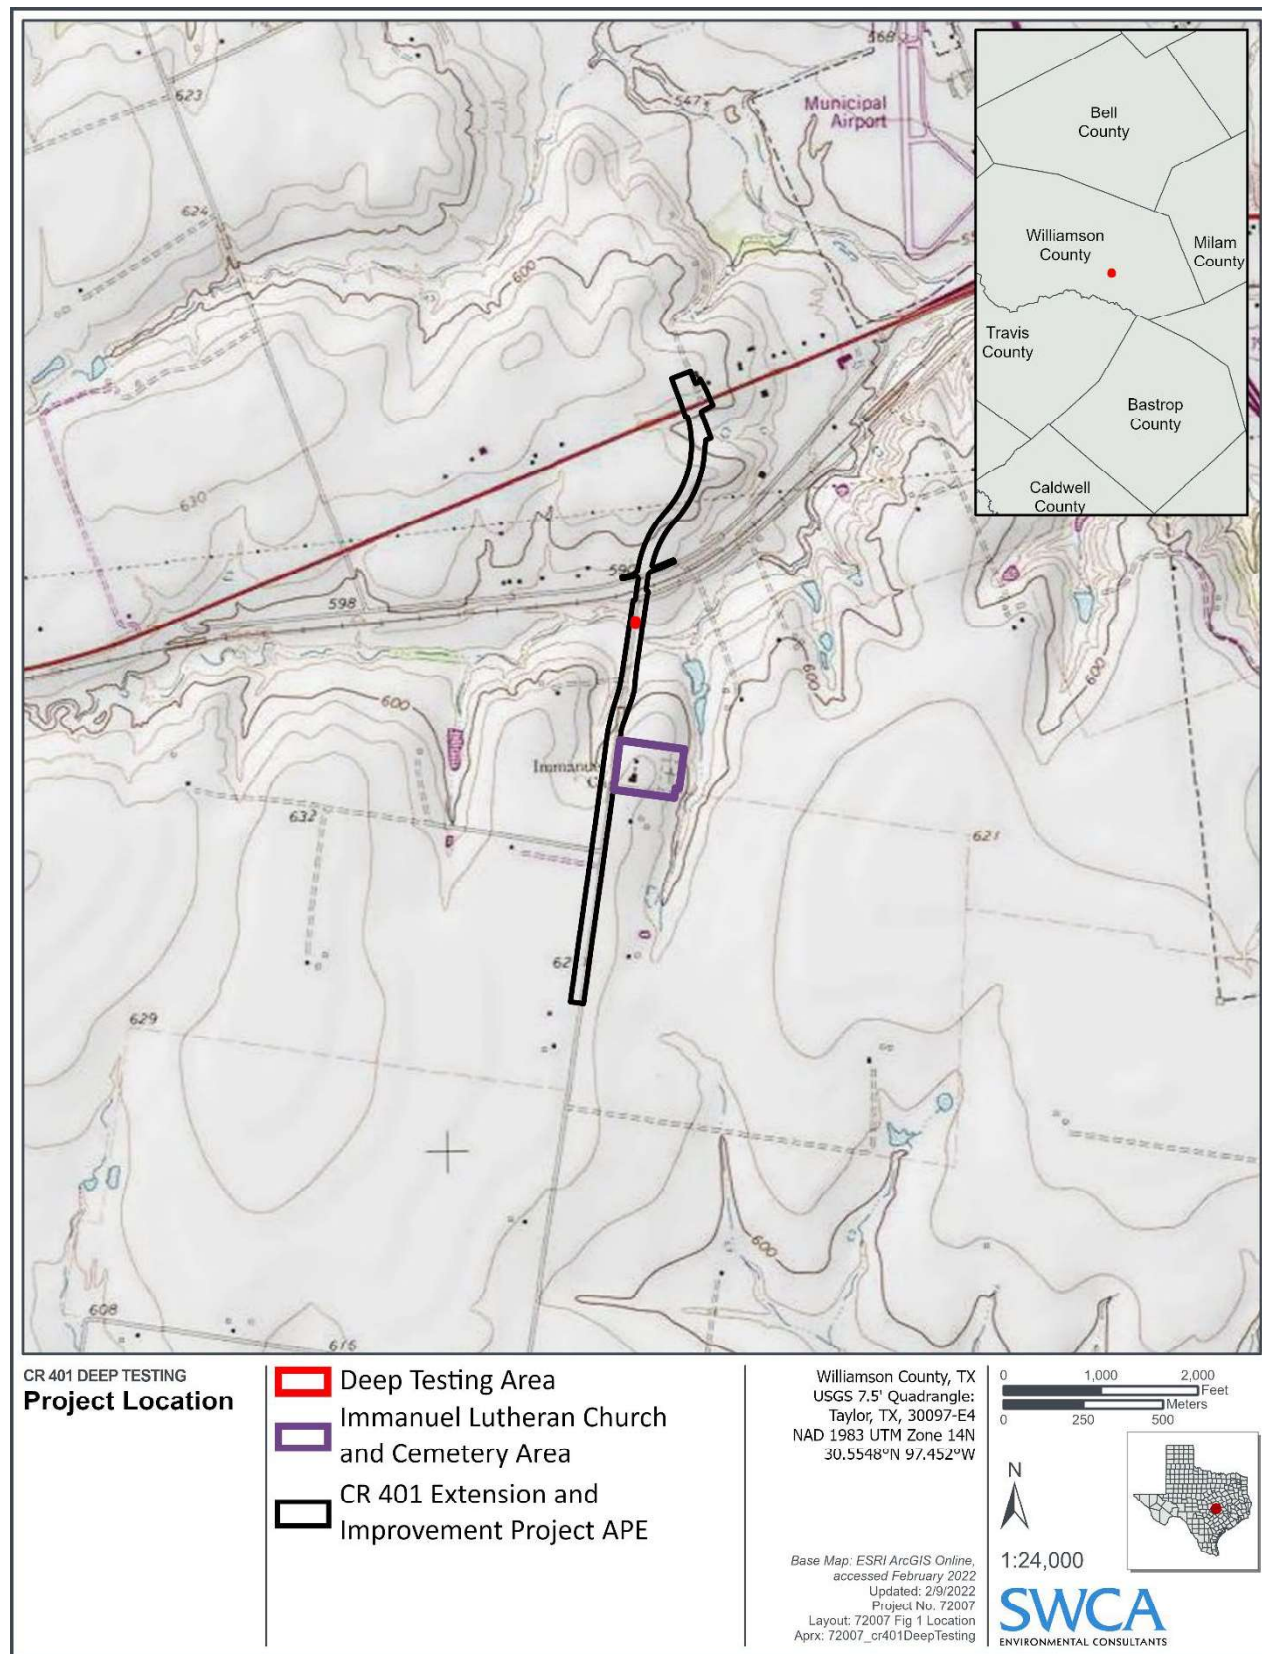 568
623
547
Municipal
Airport
624
600
630
590
598
600
600
Immanue
C
632
621
62
629
600
608
616
Bell
County
Williamson
County
Milam
County
Travis
County
Bastrop
County
Caldwell
County
CR 401 DEEP TESTING
Project Location
Deep Testing Area
Immanuel Lutheran Church
and Cemetery Area
CR 401 Extension and
Improvement Project APE
Williamson County, TX
USGS 7.5' Quadrangle:
Taylor, TX, 30097-E4
NAD 1983 UTM Zone 14N
30.5548°N 97.452°W
Base Map: ESRI ArcGIS Online,
accessed February 2022
Updated: 2/9/2022
Project No. 72007
Layout: 72007 Fig 1 Location
Aprx: 72007_cr401DeepTesting
0 1,000 2,000
Feet
Meters
0 250 500
N
1:24,000
SWCA
ENVIRONMENTAL CONSULTANTS